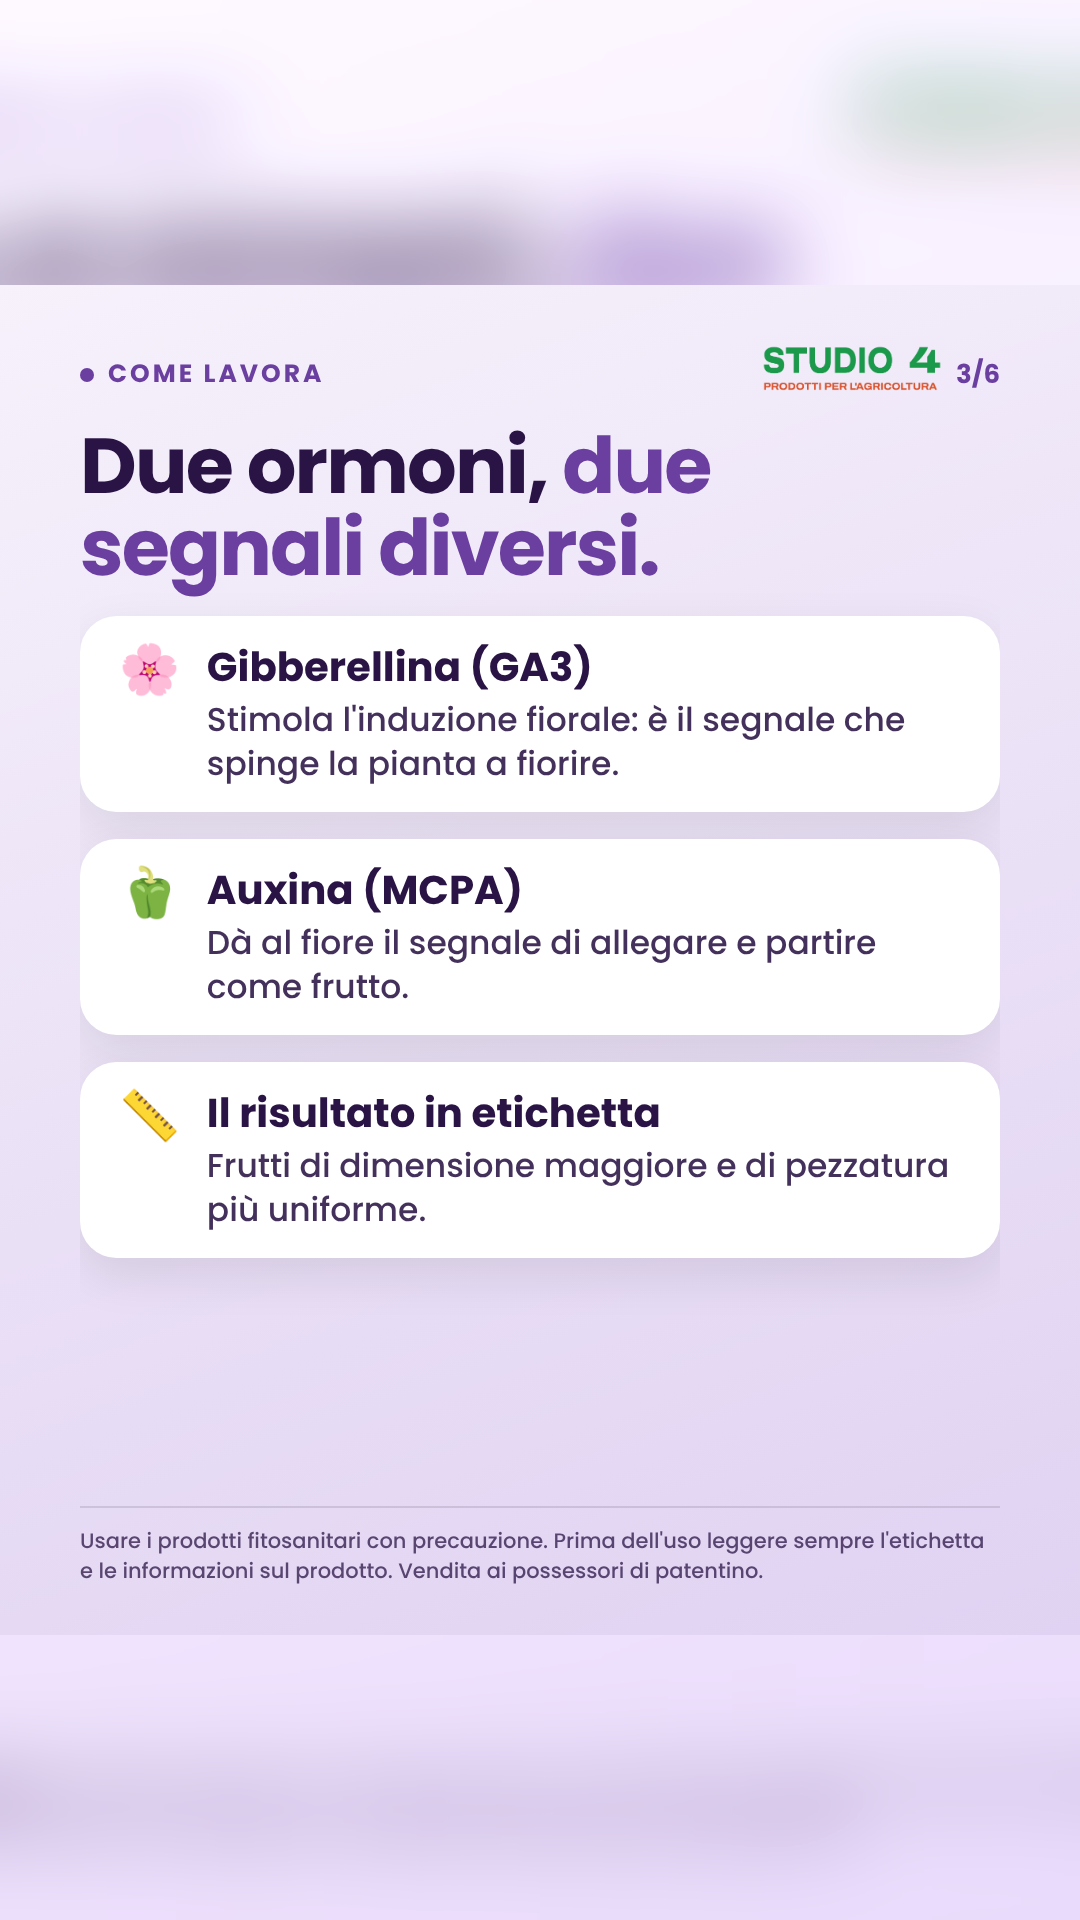 COME LAVORA
STUDIO 4
PRODOTTI PER L'AGRICOLTURA
3/6
Due ormoni, due
segnali diversi.
Gibberellina (GA3)
Stimola l'induzione fiorale: è il segnale che
spinge la pianta a fiorire.
Auxina (MCPA)
Dà al fiore il segnale di allegare e partire
come frutto.
Il risultato in etichetta
Frutti di dimensione maggiore e di pezzatura
più uniforme.
Usare i prodotti fitosanitari con precauzione. Prima dell'uso leggere sempre l'etichetta
e le informazioni sul prodotto. Vendita ai possessori di patentino.